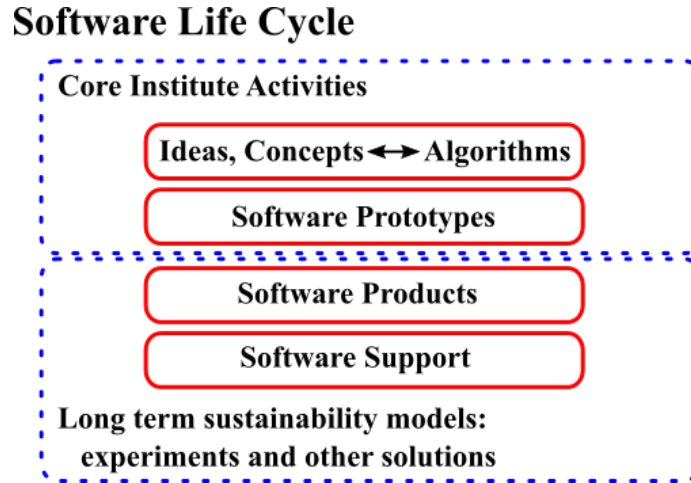 Software Life Cycle
Core Institute Activities
Ideas, Concepts ↔ Algorithms
Software Prototypes
Software Products
Software Support
Long term sustainability models:
experiments and other solutions